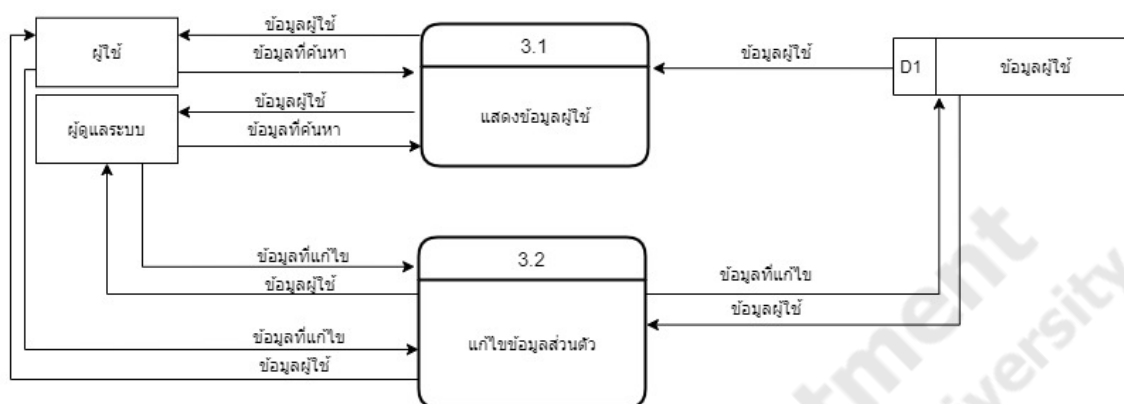 ข้อมูลผู้ใช้
ผู้ใช้
ข้อมูลที่ค้นหา
3.1
ข้อมูลผู้ใช้
D1
ข้อมูลผู้ใช้
ข้อมูลผู้ใช้
ผู้ดูแลระบบ
ข้อมูลที่ค้นหา
แสดงข้อมูลผู้ใช้
ข้อมูลที่แก้ไข
3.2
ข้อมูลผู้ใช้
ข้อมูลที่แก้ไข
ข้อมูลผู้ใช้
ข้อมูลที่แก้ไข
แก้ไขข้อมูลส่วนตัว
ข้อมูลผู้ใช้